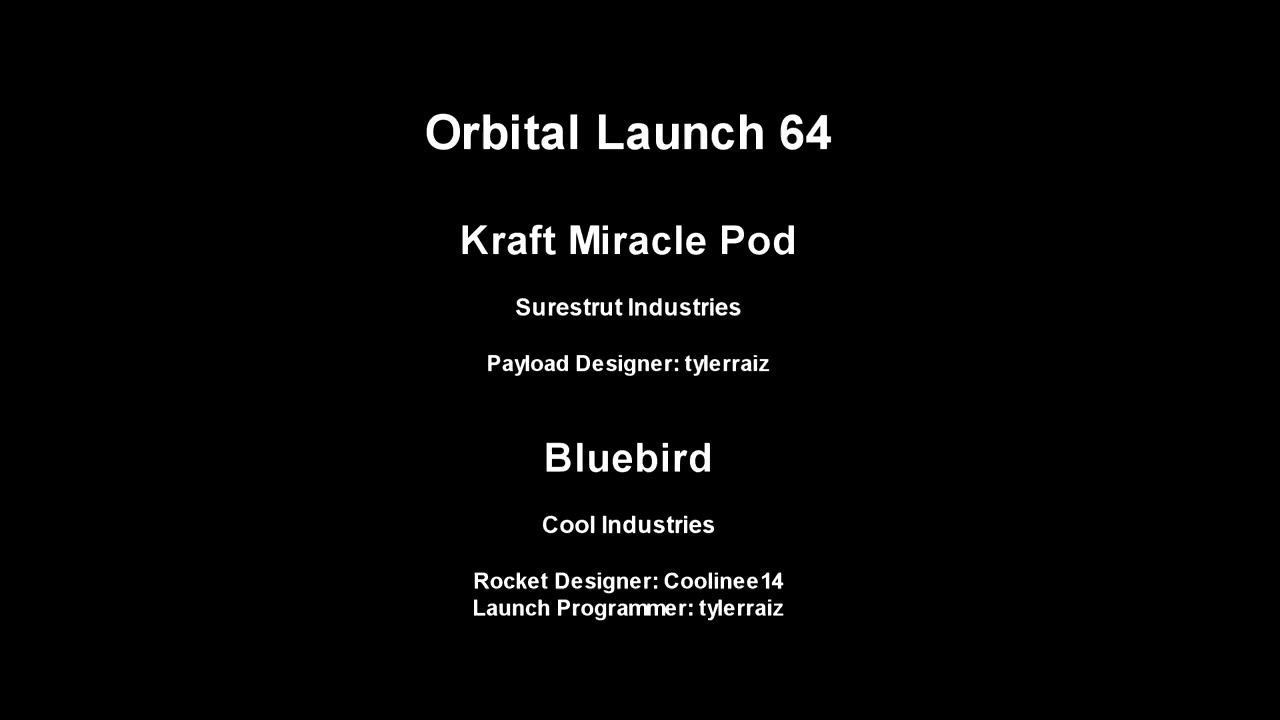 Orbital Launch 64
Kraft Miracle Pod
Surestrut Industries
Payload Designer: tylerraiz
Bluebird
Cool Industries
Rocket Designer: Coolinee14
Launch Programmer: tylerraiz